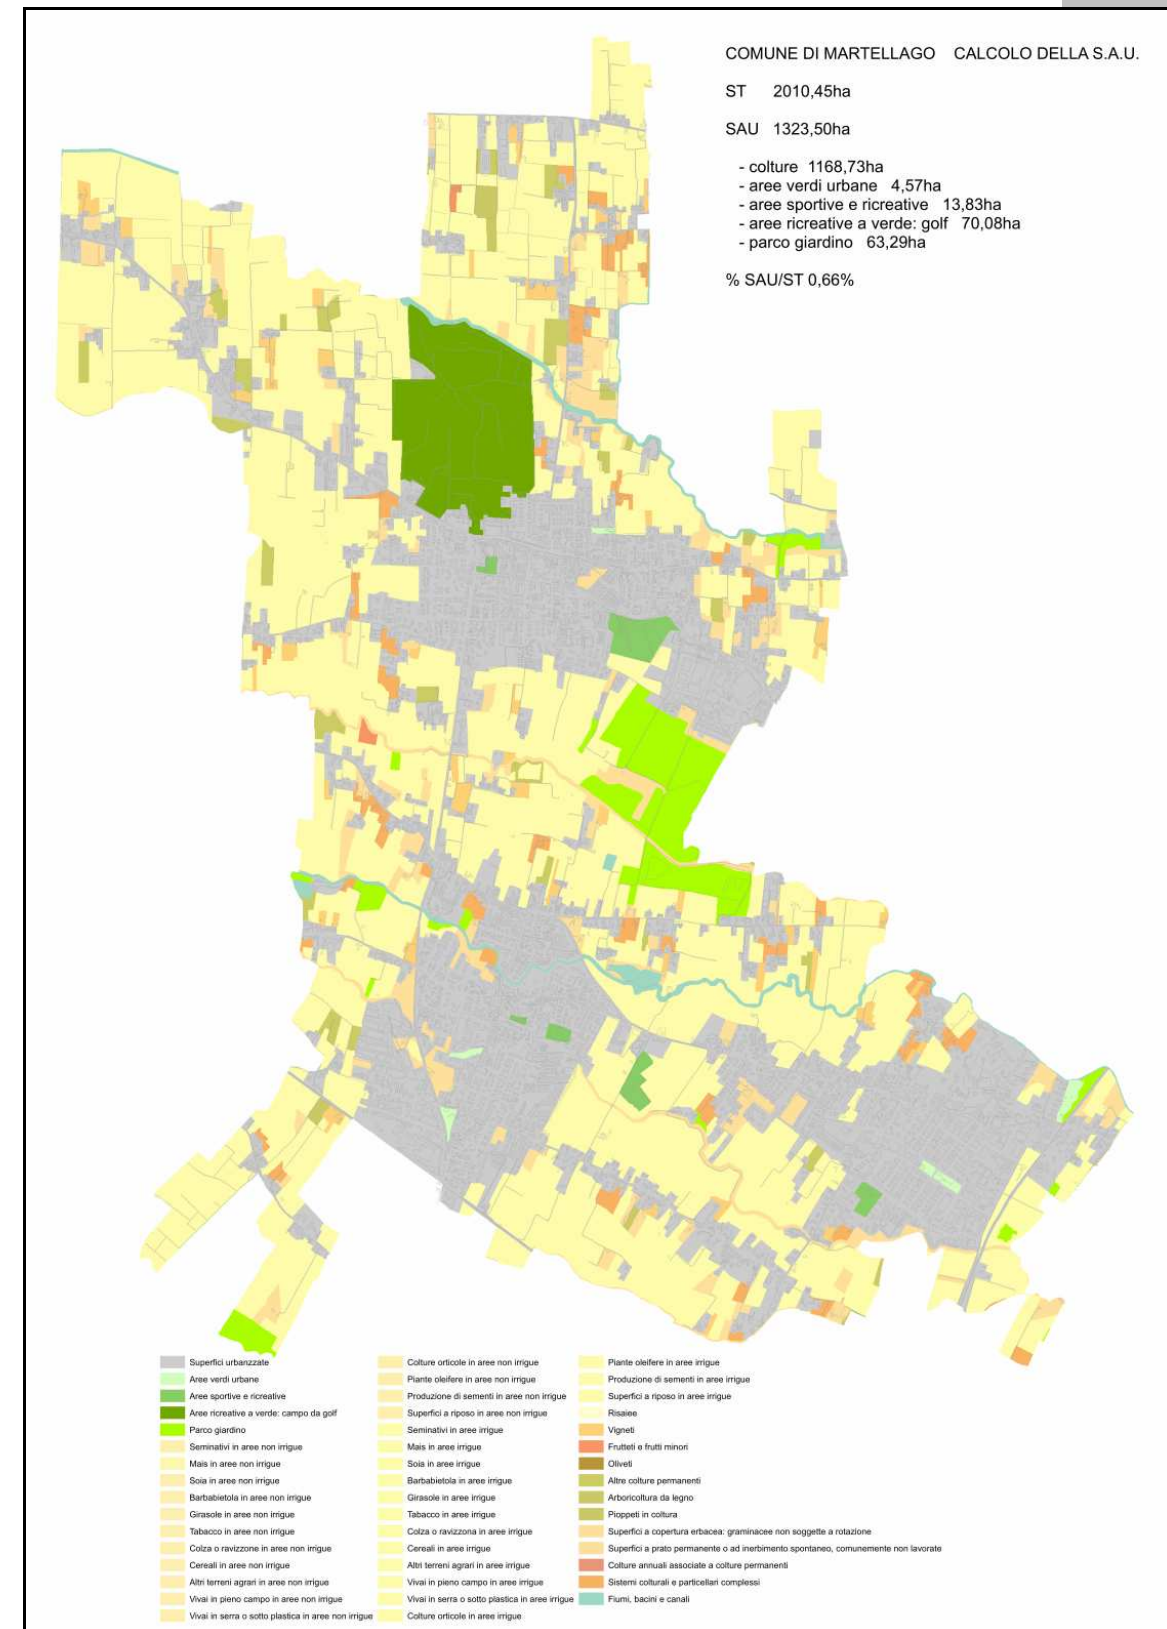 COMUNE DI MARTELLAGO CALCOLO DELLA S.A.U.
ST 2010,45ha
SAU 1323,50ha
- colture 1168,73ha
- aree verdi urbane 4,57ha
- aree sportive e ricreative 13,83ha
- aree ricreative a verde: golf 70,08ha
- parco giardino 63,29ha
% SAU/ST 0,66%
Superfici urbanzzate
Aree verdi urbane
Aree sportive e ricreative
Aree ricreative a verde: campo da golf
Parco giardino
Seminativi in aree non irrigue
Mais in aree non irrigue
Soia in aree non irrigue
Barbabietola in aree non irrigue
Girasole in aree non irrigue
Tabacco in aree non irrigue
Colza o ravizzone in aree non irrigue
Cereali in aree non irrigue
Altri terreni agrari in aree non irrigue
Vivai in pieno campo in aree non irrigue
Vivai in serra o sotto plastica in aree non irrigue
Colture orticole in aree non irrigue
Piante oleifere in aree non irrigue
Produzione di sementi in aree non irrigue
Superfici a riposo in aree non irrigue
Seminativi in aree irrigue
Mais in aree irrigue
Soia in aree irrigue
Barbabietola in aree irrigue
Girasole in aree irrigue
Tabacco in aree irrigue
Colza o ravizzona in aree irrigue
Cereali in aree irrigue
Altri terreni agrari in aree irrigue
Vivai in pieno campo in aree irrigue
Vivai in serra o sotto plastica in aree irrigue
Colture orticole in aree irrigue
Piante oleifere in aree irrigue
Produzione di sementi in aree irrigue
Superfici a riposo in aree irrigue
Risaiee
Vigneti
Frutteti e frutti minori
Oliveti
Altre colture permanenti
Arboricoltura da legno
Pioppeti in coltura
Superfici a copertura erbacea: graminacee non soggette a rotazione
Superfici a prato permanente o ad inerbimento spontaneo, comunemente non lavorate
Colture annuali associate a colture permanenti
Sistemi colturali e particellari complessi
Fiumi, bacini e canali